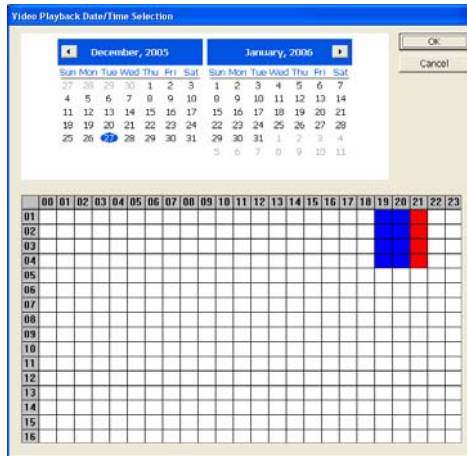 Video Playback Date/Time Selection
OK
Cancel
December, 2005
Sun Mon Tue Wed Thu Fri Sat
27 28 29 30 1 2 3
4 5 6 7 8 9 10
11 12 13 14 15 16 17
18 19 20 21 22 23 24
25 26 27 28 29 30 31
January, 2006
Sun Mon Tue Wed Thu Fri Sat
1 2 3 4 5 6 7
8 9 10 11 12 13 14
15 16 17 18 19 20 21
22 23 24 25 26 27 28
29 30 31 1 2 3 4
5 6 7 8 9 10 11
00 01 02 03 04 05 06 07 08 09 10 11 12 13 14 15 16 17 18 19 20 21 22 23
01
02
03
04
05
06
07
08
09
10
11
12
13
14
15
16